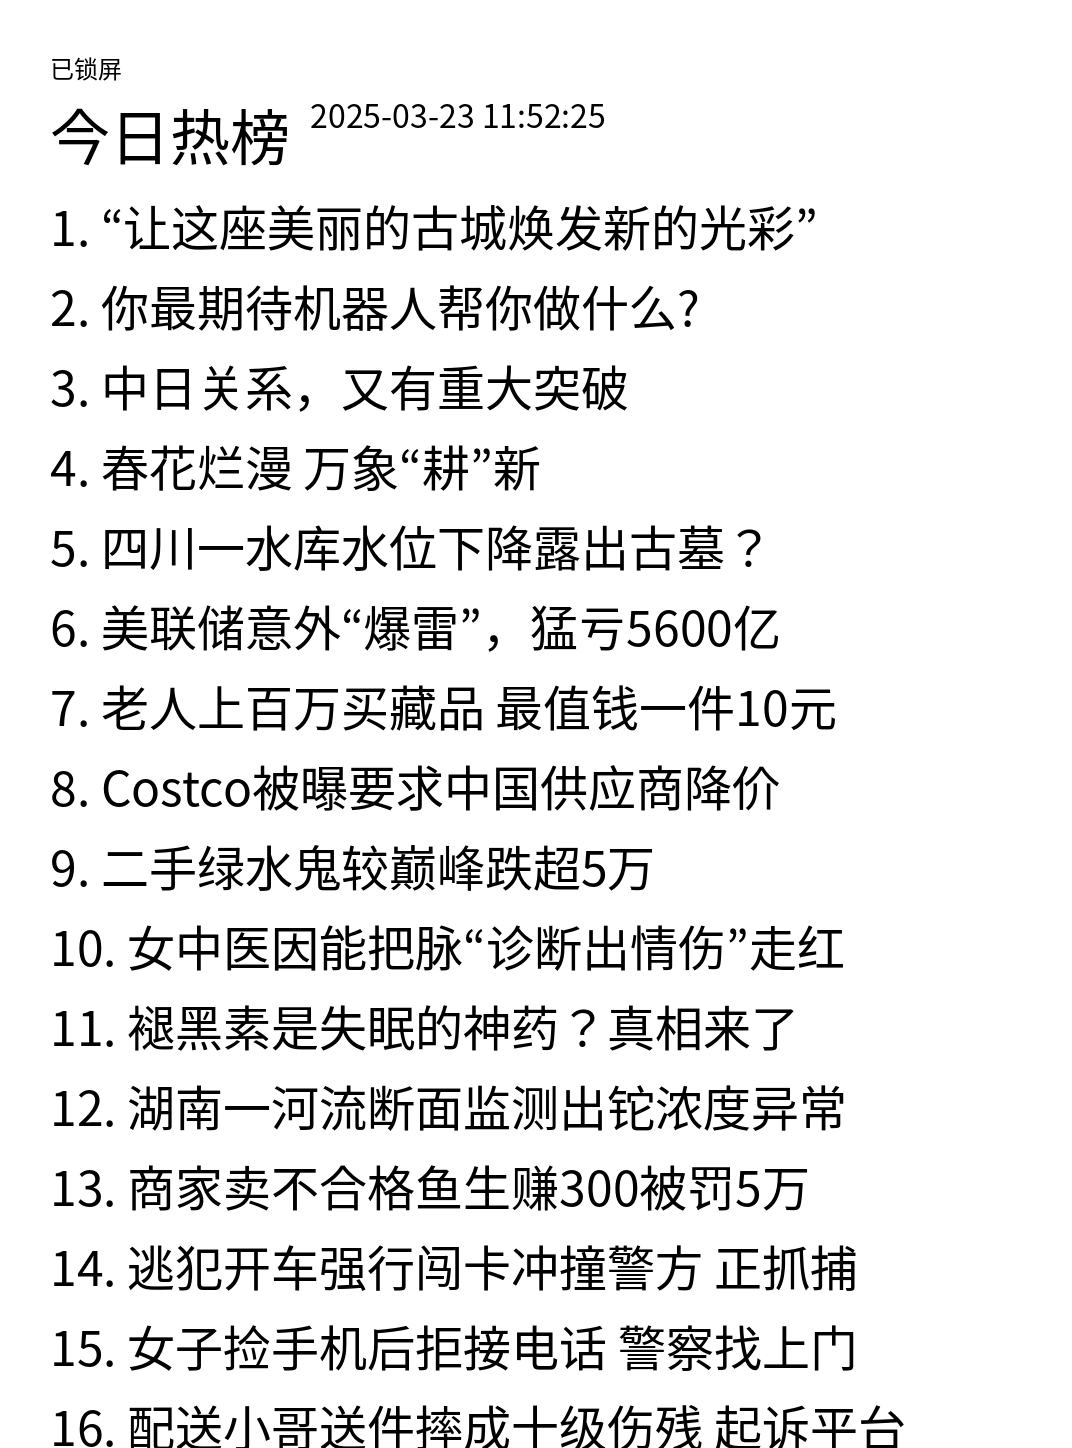 已锁屏
今日热榜 2025-03-23 11:52:25
1. “让这座美丽的古城焕发新的光彩”
2. 你最期待机器人帮你做什么?
3. 中日关系，又有重大突破
4. 春花烂漫 万象“耕”新
5. 四川一水库水位下降露出古墓？
6. 美联储意外“爆雷”，猛亏5600亿
7. 老人上百万买藏品 最值钱一件10元
8. Costco被曝要求中国供应商降价
9. 二手绿水鬼较巅峰跌超5万
10. 女中医因能把脉“诊断出情伤”走红
11. 褪黑素是失眠的神药？真相来了
12. 湖南一河流断面监测出铊浓度异常
13. 商家卖不合格鱼生赚300被罚5万
14. 逃犯开车强行闯卡冲撞警方 正抓捕
15. 女子捡手机后拒接电话 警察找上门
16. 配送小哥送件摔成十级伤残 起诉平台